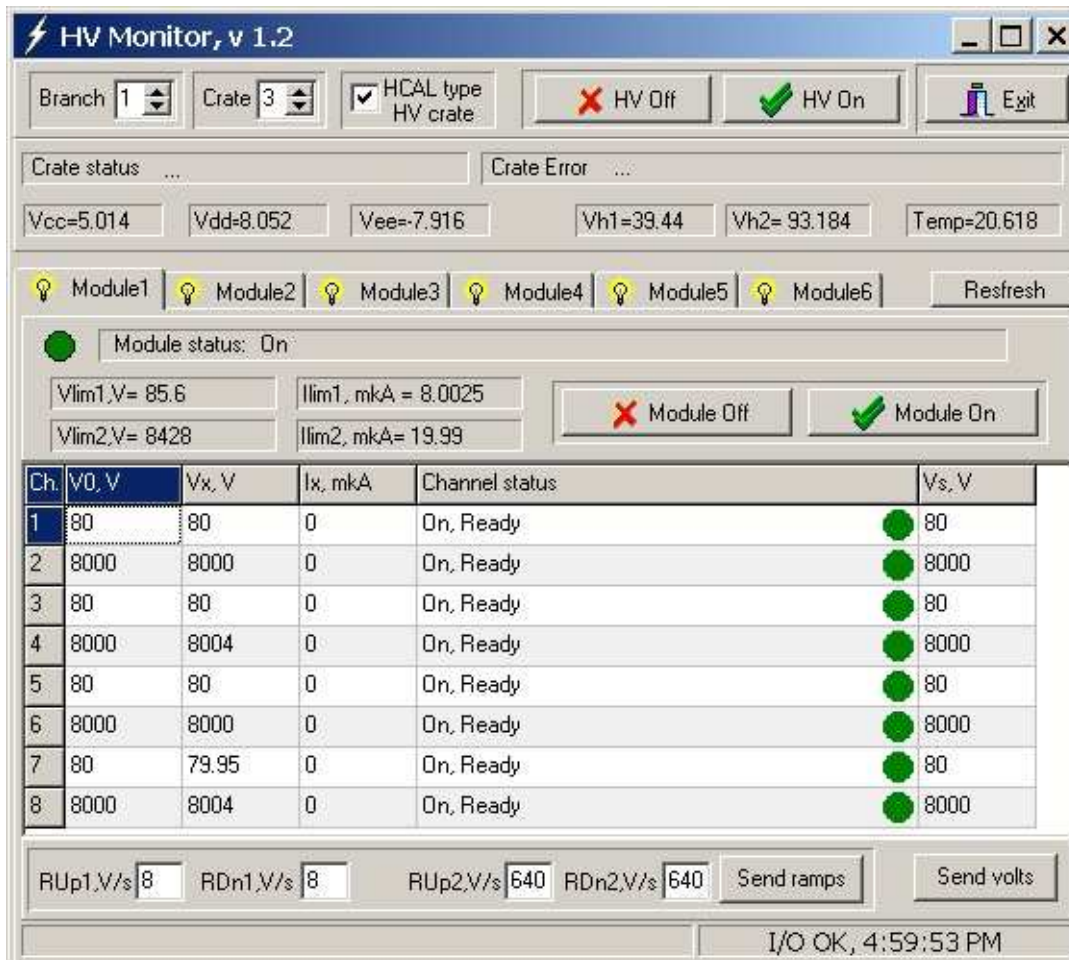 HV Monitor, v 1.2
Branch 1 Crate 3 HCAL type HV crate HV Off HV On Exit
Crate status ... Crate Error ...
Vcc=5.014 Vdd=8.052 Vee=-7.916 Vh1=39.44 Vh2= 93.184 Temp=20.618
Module1 Module2 Module3 Module4 Module5 Module6 Resfresh
Module status: On
Vlim1,V= 85.6 Ilim1, mkA = 8.0025
Vlim2,V= 8428 Ilim2, mkA= 19.99
Module Off Module On
Ch. V0, V Vx, V Ix, mkA Channel status Vs, V
1 80 80 0 On, Ready 80
2 8000 8000 0 On, Ready 8000
3 80 80 0 On, Ready 80
4 8000 8004 0 On, Ready 8000
5 80 80 0 On, Ready 80
6 8000 8000 0 On, Ready 8000
7 80 79.95 0 On, Ready 80
8 8000 8004 0 On, Ready 8000
RUp1,V/s 8 RDn1,V/s 8 RUp2,V/s 640 RDn2,V/s 640 Send ramps Send volts
I/O OK, 4:59:53 PM